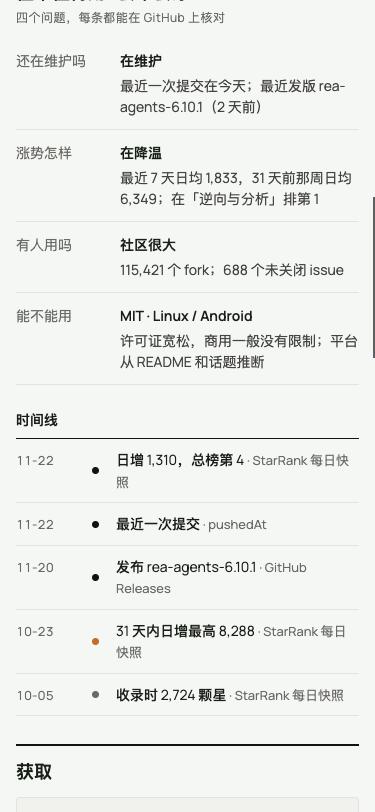 四个问题，每条都能在 GitHub 上核对
还在维护吗
在维护
最近一次提交在今天；最近发版 rea-
agents-6.10.1（2 天前）
涨势怎样
在降温
最近 7 天日均 1,833，31 天前那周日均
6,349；在「逆向与分析」排第 1
有人用吗
社区很大
115,421 个 fork；688 个未关闭 issue
能不能用
MIT · Linux / Android
许可证宽松，商用一般没有限制；平台
从 README 和话题推断
时间线
11-22
日增 1,310，总榜第 4 · StarRank 每日快
照
11-22
最近一次提交 · pushedAt
11-20
发布 rea-agents-6.10.1 · GitHub
Releases
10-23
31 天内日增最高 8,288 · StarRank 每日
快照
10-05
收录时 2,724 颗星 · StarRank 每日快照
获取